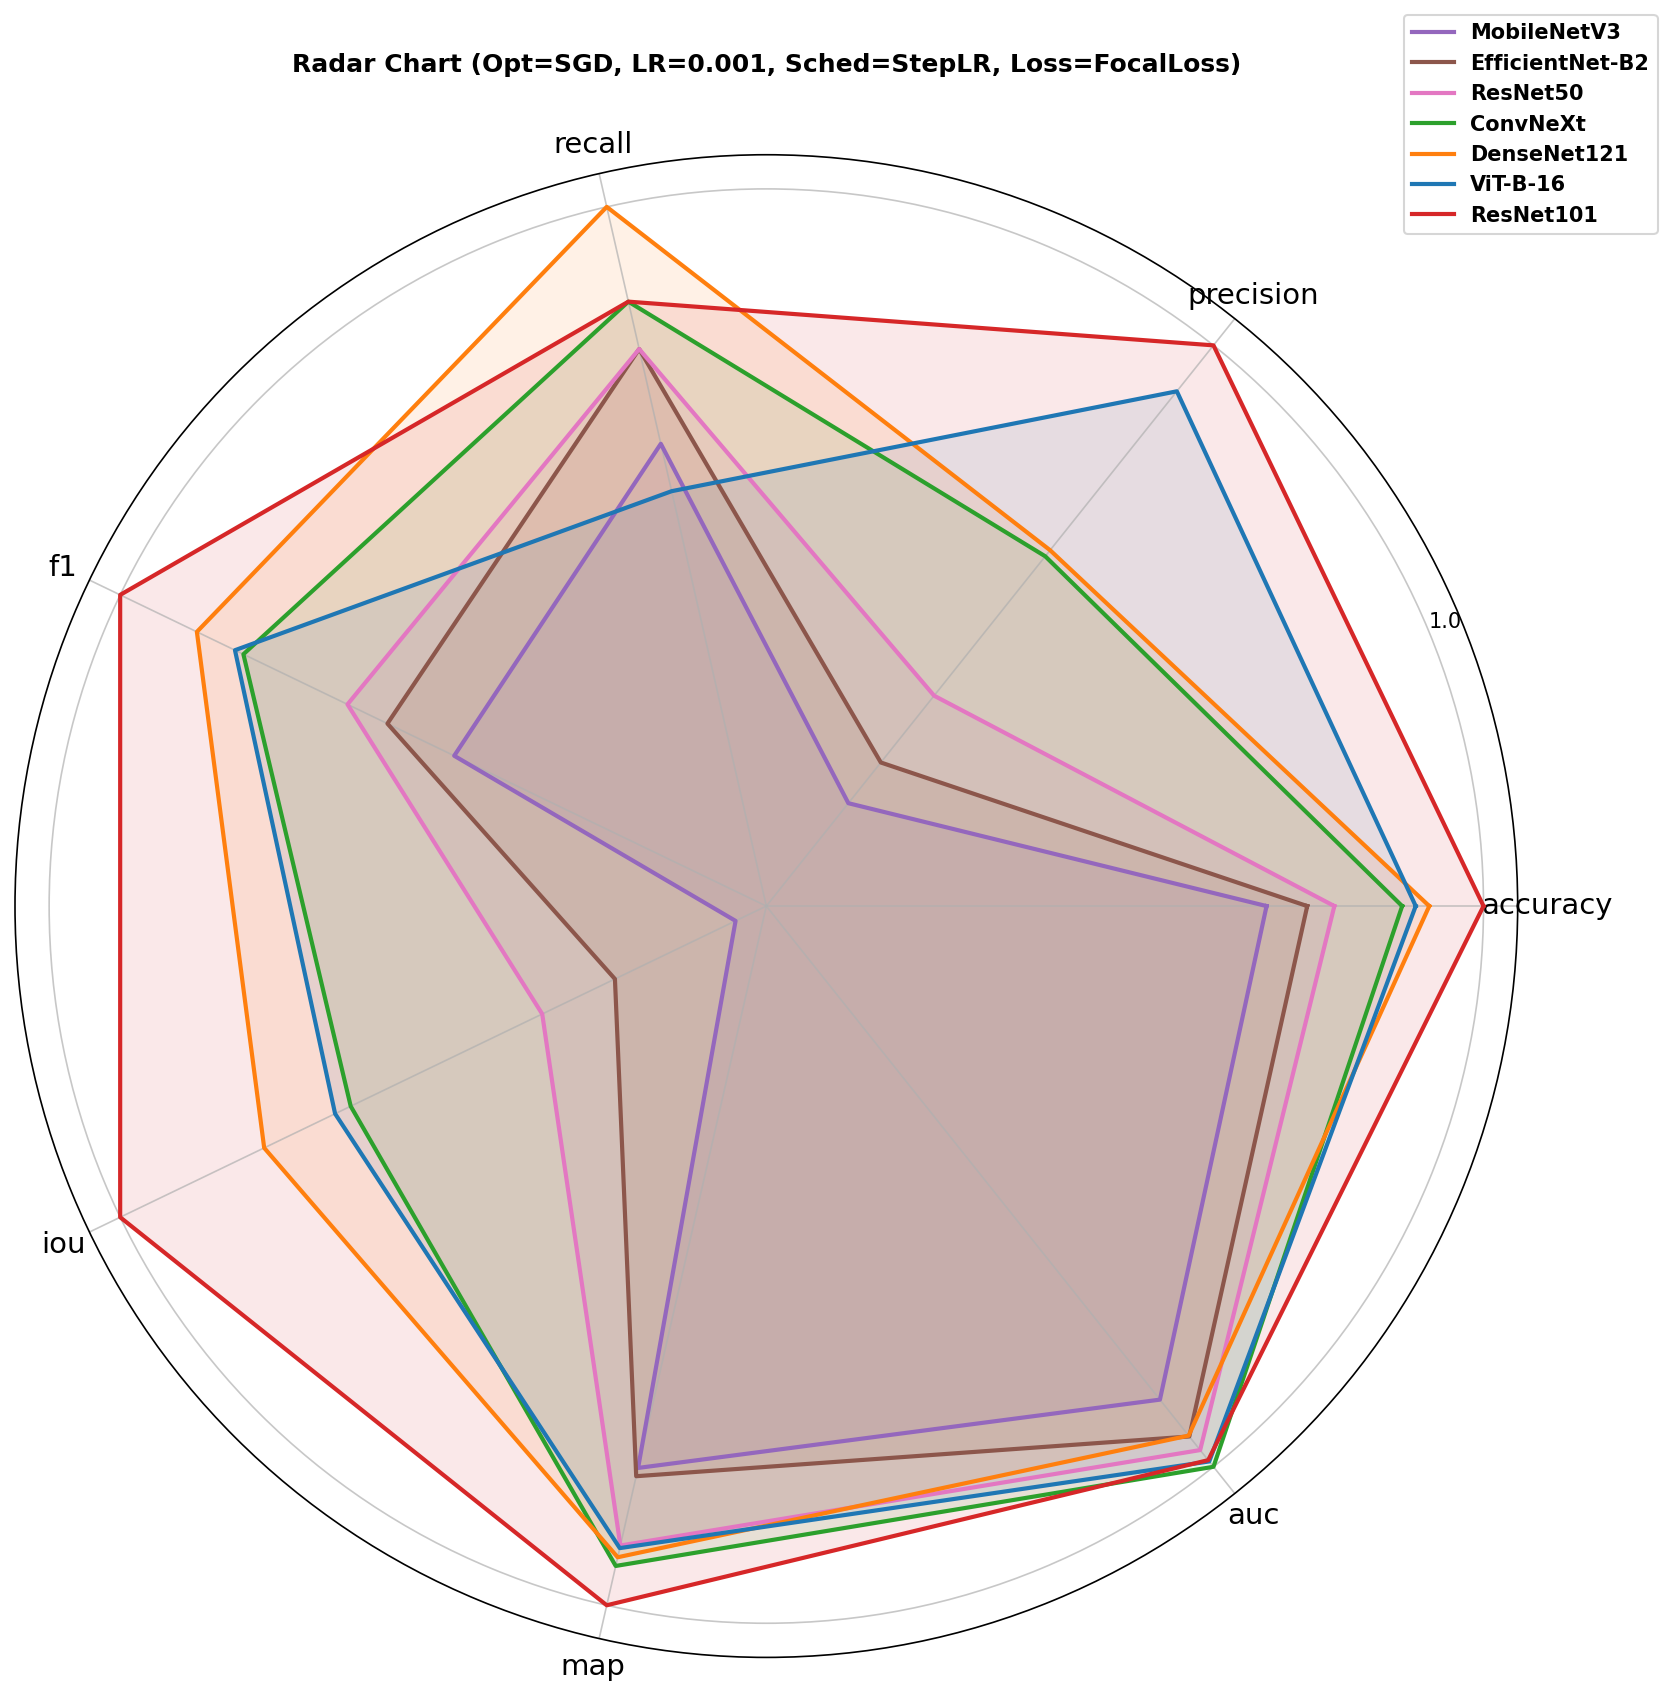 Radar Chart (Opt=SGD, LR=0.001, Sched=StepLR, Loss=FocalLoss)
MobileNetV3
EfficientNet-B2
ResNet50
ConvNeXt
DenseNet121
ViT-B-16
ResNet101
recall
precision
f1
1.0
accuracy
iou
auc
map